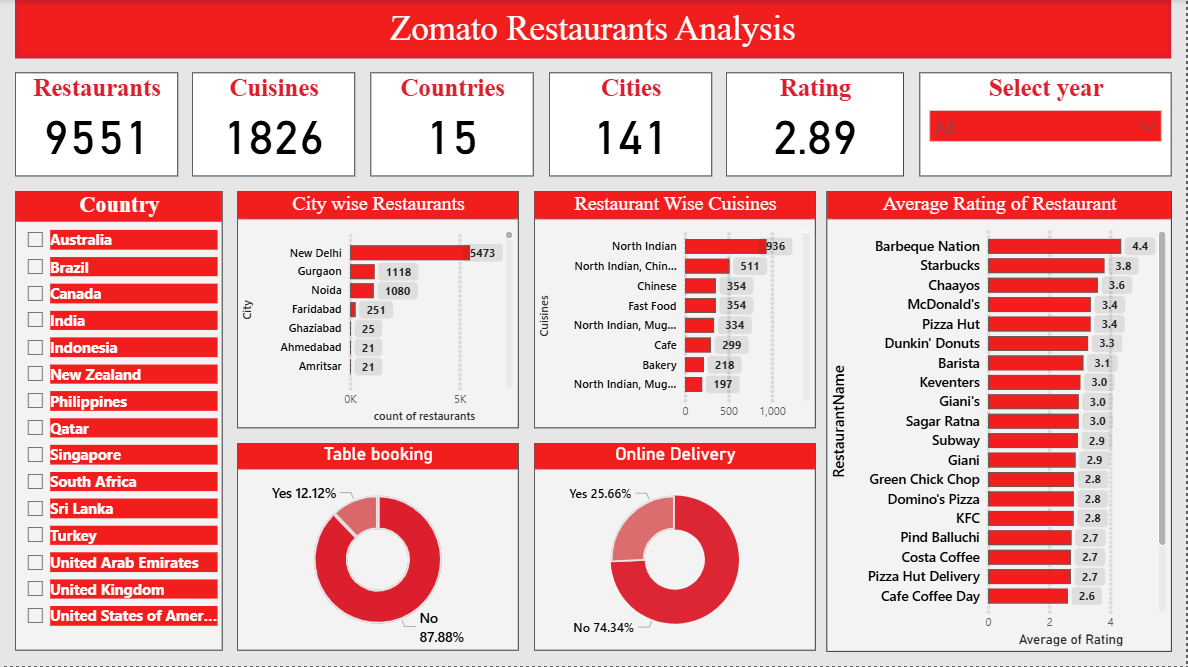 Zomato Restaurants Analysis
Restaurants
9551
Cuisines
1826
Countries
15
Cities
141
Rating
2.89
Select year
All
Country
Australia
Brazil
Canada
India
Indonesia
New Zealand
Philippines
Qatar
Singapore
South Africa
Sri Lanka
Turkey
United Arab Emirates
United Kingdom
United States of Amer...
City wise Restaurants
City
New Delhi 5473
Gurgaon 1118
Noida 1080
Faridabad 251
Ghaziabad 25
Ahmedabad 21
Amritsar 21
0K 5K
count of restaurants
Restaurant Wise Cuisines
Cuisines
North Indian 936
North Indian, Chin... 511
Chinese 354
Fast Food 354
North Indian, Mug... 334
Cafe 299
Bakery 218
North Indian, Mug... 197
0 500 1,000
Table booking
Yes 12.12%
No
87.88%
Online Delivery
Yes 25.66%
No 74.34%
Average Rating of Restaurant
RestaurantName
Barbeque Nation 4.4
Starbucks 3.8
Chaayos 3.6
McDonald's 3.4
Pizza Hut 3.4
Dunkin' Donuts 3.3
Barista 3.1
Keventers 3.0
Giani's 3.0
Sagar Ratna 3.0
Subway 2.9
Giani 2.9
Green Chick Chop 2.8
Domino's Pizza 2.8
KFC 2.8
Pind Balluchi 2.7
Costa Coffee 2.7
Pizza Hut Delivery 2.7
Cafe Coffee Day 2.6
0 2 4
Average of Rating